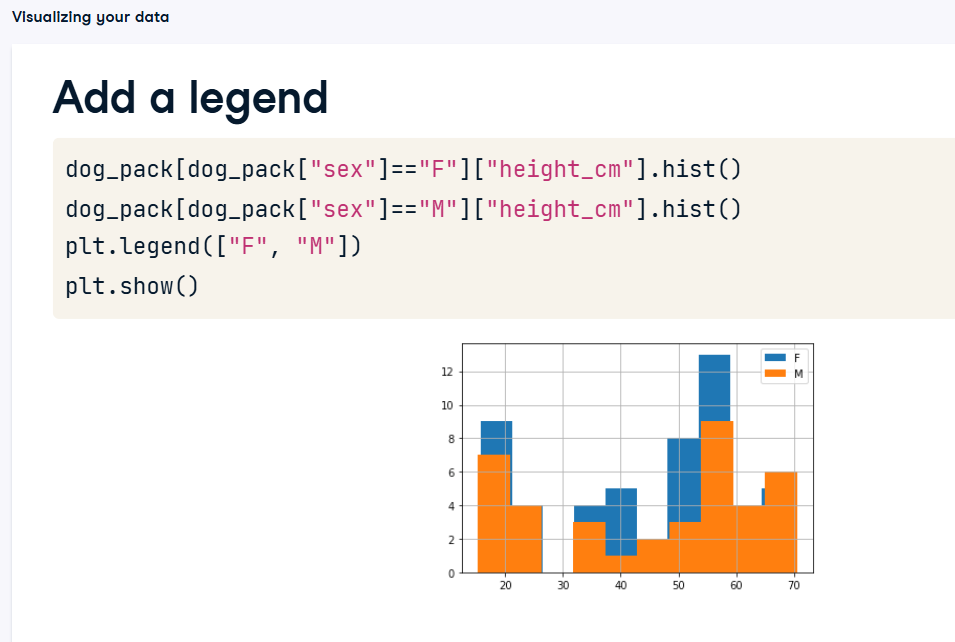 Visualizing your data
Add a legend
dog_pack[dog_pack["sex"]=="F"]["height_cm"].hist()
dog_pack[dog_pack["sex"]=="M"]["height_cm"].hist()
plt.legend(["F", "M"])
plt.show()
F
M
12
10
8
6
4
2
0
20 30 40 50 60 70